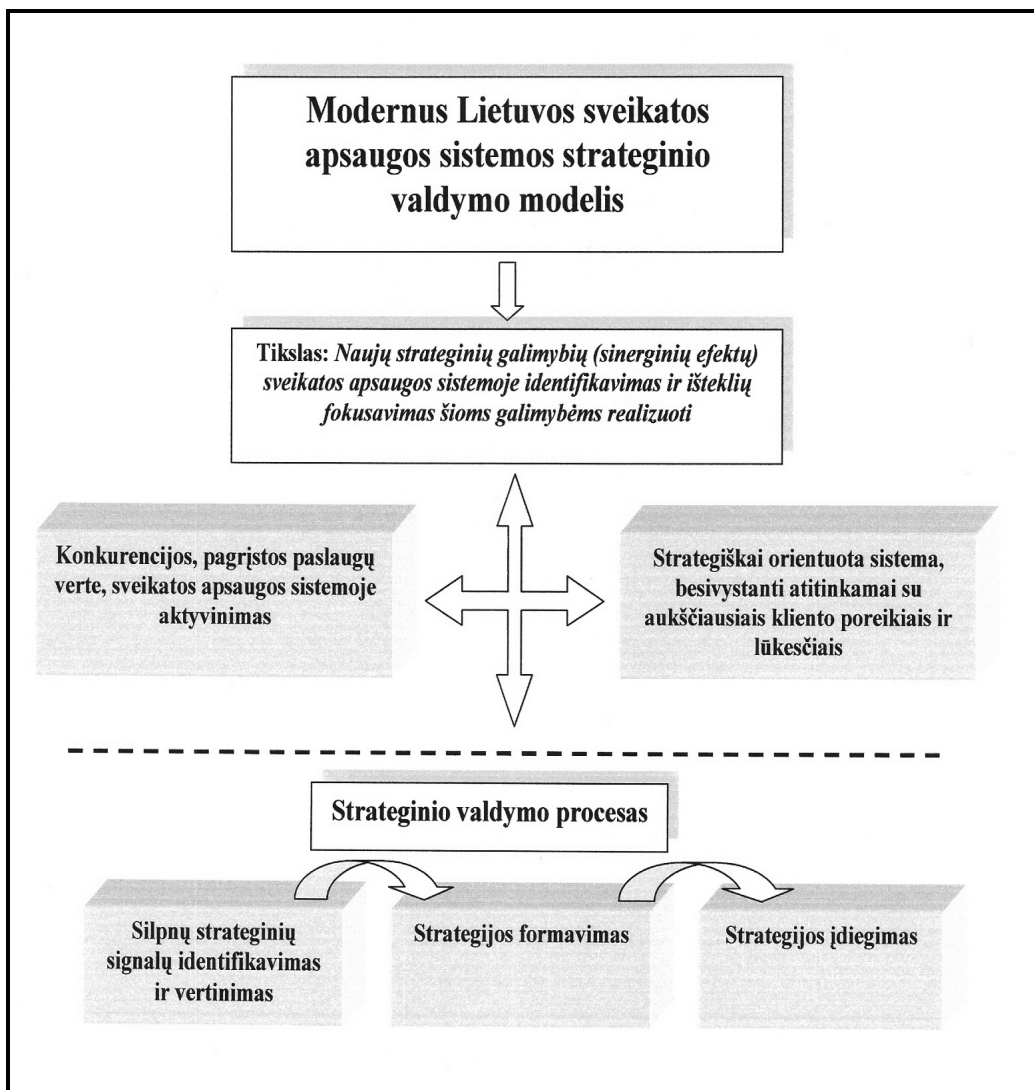 Modernus Lietuvos sveikatos
apsaugos sistemos strateginio
valdymo modelis
Tikslas: Naujų strateginių galimybių (sinerginių efektų)
sveikatos apsaugos sistemoje identifikavimas ir išteklių
fokusavimas šioms galimybėms realizuoti
Konkurencijos, pagrįstos paslaugų
verte, sveikatos apsaugos sistemoje
aktyvinimas
Strategiškai orientuota sistema,
besivystanti atitinkamai su
aukščiausiais kliento poreikiais ir
lūkesčiais
Strateginio valdymo procesas
Silpnų strateginių
signalų identifikavimas
ir vertinimas
Strategijos formavimas
Strategijos įdiegimas